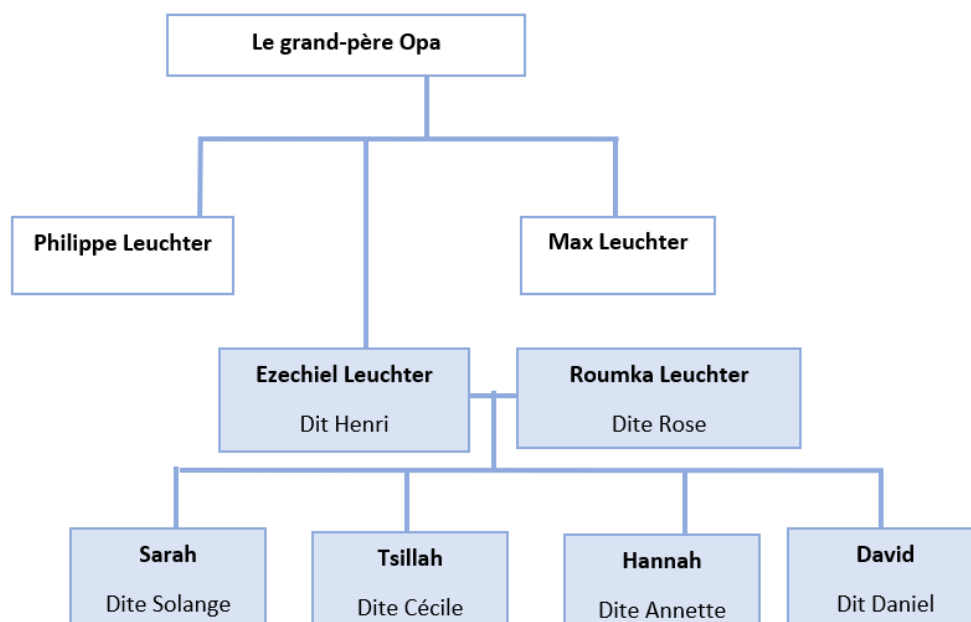 Le grand-père Opa
Philippe Leuchter
Max Leuchter
Ezechiel Leuchter
Dit Henri
Roumka Leuchter
Dite Rose
Sarah
Dite Solange
Tsillah
Dite Cécile
Hannah
Dite Annette
David
Dit Daniel